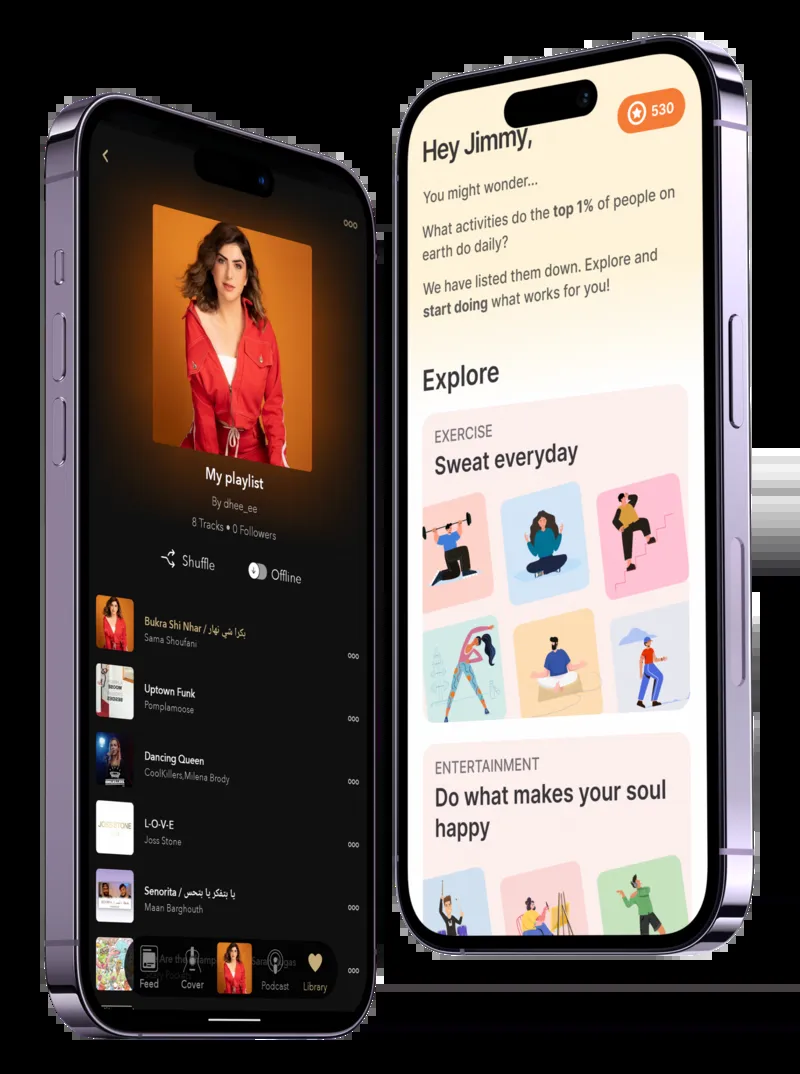 My playlist
By dhee_ee
8 Tracks • 0 Followers
Shuffle
Offline
Bukra Shi Nhar / بكرا شي نهار
Sama Shoufani
Uptown Funk
Pomplamoose
Dancing Queen
CoolKillers,Milena Brody
L-O-V-E
Joss Stone
JOSS STONE
Senorita / يا بتفكر يا بتحس
Maan Barghouth
Are the
Feed
Cover
Podcast
Library
530
Hey Jimmy,
You might wonder...
What activities do the top 1% of people on
earth do daily?
We have listed them down. Explore and
start doing what works for you!
Explore
EXERCISE
Sweat everyday
ENTERTAINMENT
Do what makes your soul
happy